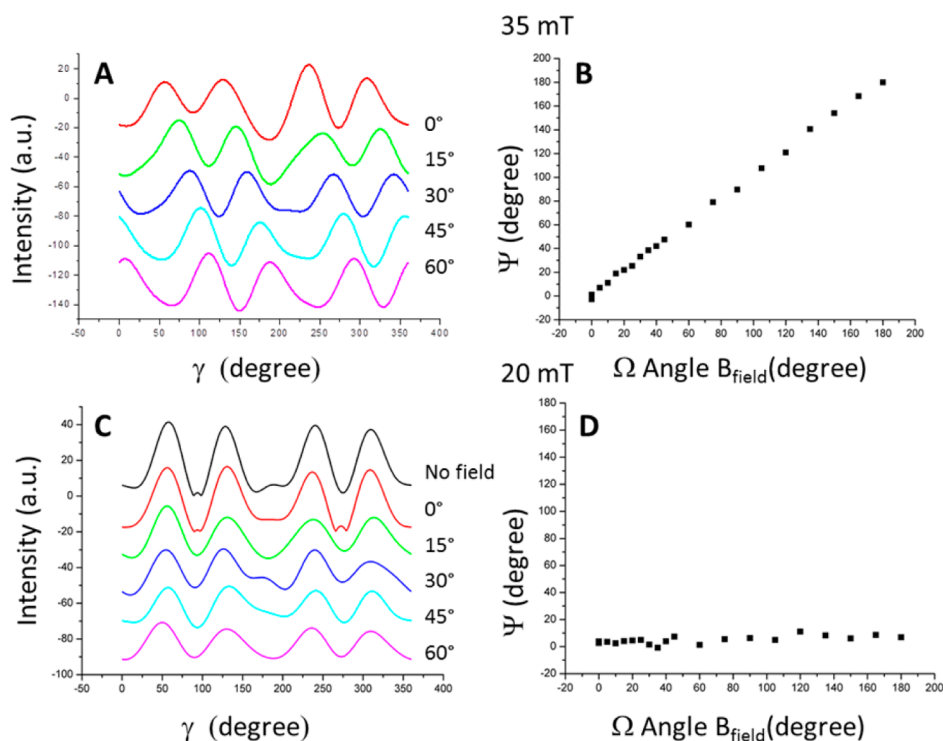 35 mT
A
Intensity (a.u.)
20
0
-20
-40
-60
-80
-100
-120
-140
0°
15°
30°
45°
60°
-50 0 50 100 150 200 250 300 350 400
γ (degree)
B
Ψ (degree)
200
180
160
140
120
100
80
60
40
20
0
-20
-20 0 20 40 60 80 100 120 140 160 180 200
Ω Angle Bfield(degree)
20 mT
C
Intensity (a.u.)
40
20
0
-20
-40
-60
-80
-100
No field
0°
15°
30°
45°
60°
-50 0 50 100 150 200 250 300 350 400
γ (degree)
D
Ψ (degree)
180
160
140
120
100
80
60
40
20
0
-20
-20 0 20 40 60 80 100 120 140 160 180 200
Ω Angle Bfield(degree)